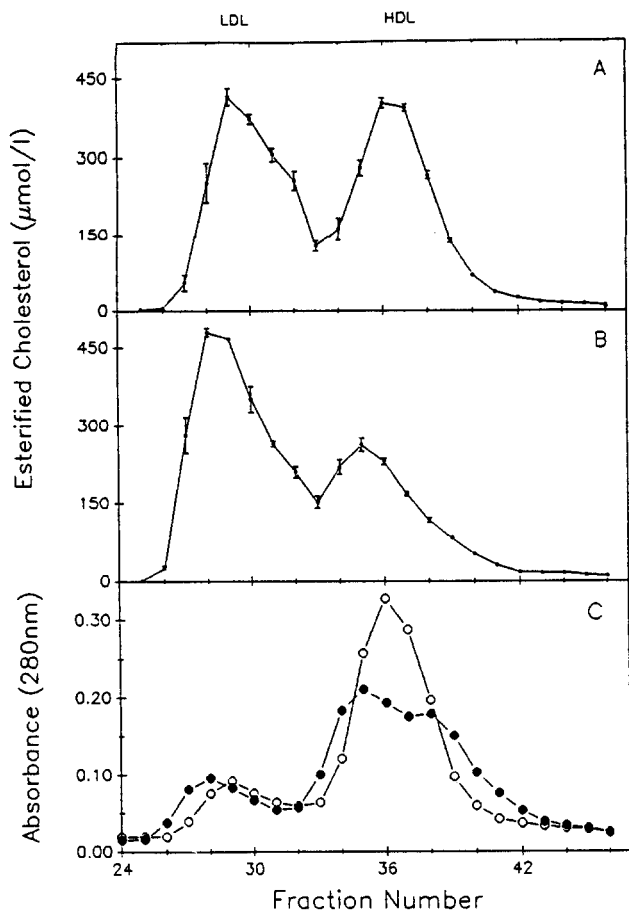 LDL HDL
A
450
300
150
0
Esterified Cholesterol (μmol/l)
B
450
300
150
0
C
0.30
0.20
0.10
0.00
Absorbance (280nm)
24 30 36 42
Fraction Number